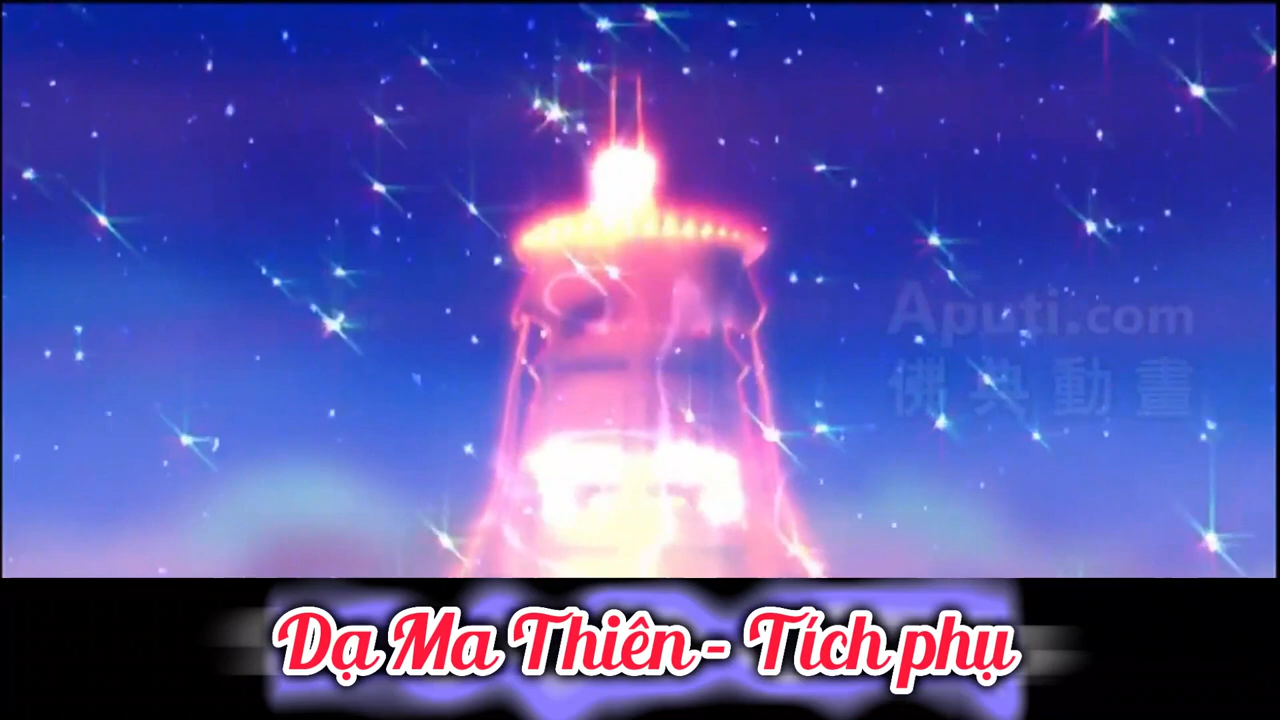 Aputi.com
佛典動畫
Dạ Ma Thiên - Tích phụ